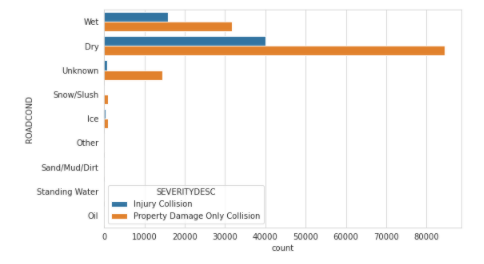 Wet
Dry
Unknown
Snow/Slush
Ice
Other
Sand/Mud/Dirt
Standing Water
Oil
ROADCOND
SEVERITYDESC
Injury Collision
Property Damage Only Collision
0 10000 20000 30000 40000 50000 60000 70000 80000
count